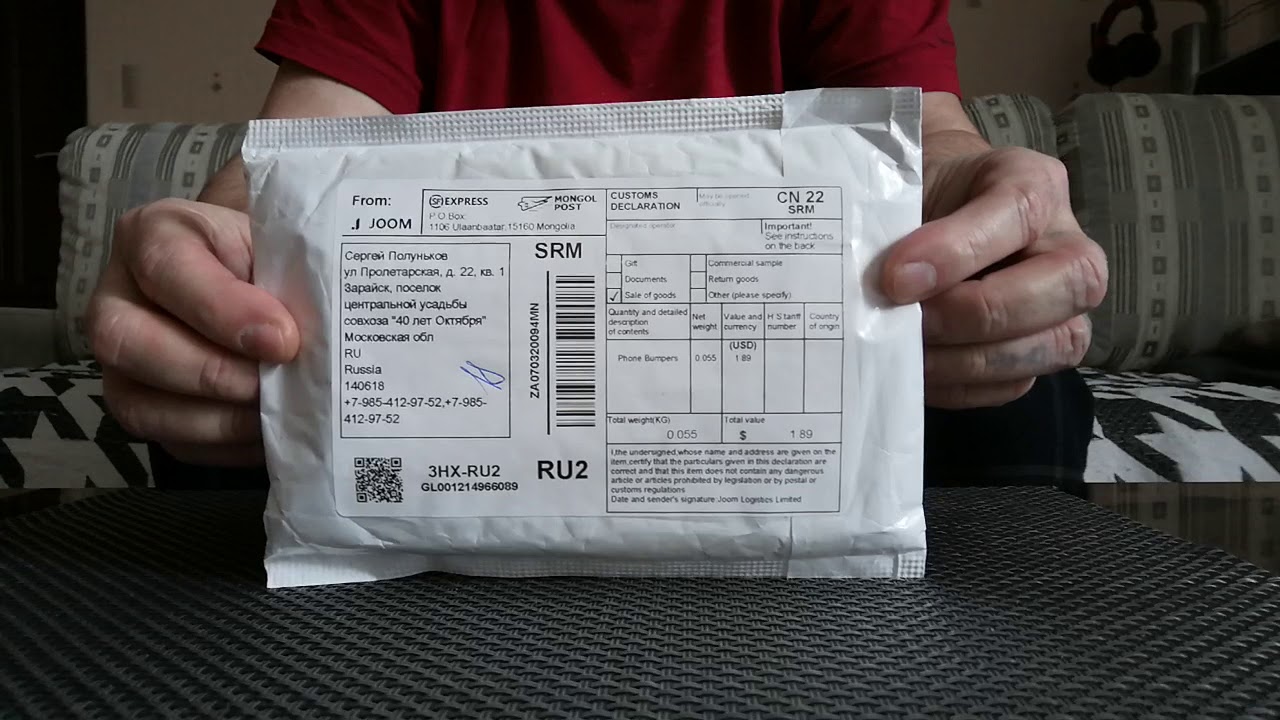 From:
JOOM
EXPRESS
MONGOL
POST
P.O.Box:
1106 Ulaanbaatar,15160 Mongolia
Сергей Полуньков
ул Пролетарская, д. 22, кв. 1
Зарайск, поселок
центральной усадьбы
совхоза "40 лет Октября"
Московская обл
RU
Russia
140618
+7-985-412-97-52,+7-985-
412-97-52
SRM
ZA070320094MN
3HX-RU2
GL001214966089
RU2
CUSTOMS
DECLARATION
May be opened
officially
CN 22
SRM
Designated operator
Important!
See instructions
on the back
Gift
Commercial sample
Documents
Return goods
✓ Sale of goods
Other (please specify)
Quantity and detailed
description
of contents
Net
weight
Value and
currency
H S tariff
number
Country
of origin
(USD)
Phone Bumpers
0.055
1.89
Total weight(KG)
0.055
Total value
$ 1.89
I,the undersigned,whose name and address are given on the
item,certify that the particulars given in this declaration are
correct and that this item does not contain any dangerous
article or articles prohibited by legislation or by postal or
customs regulations
Date and sender's signature:Joom Logistics Limited